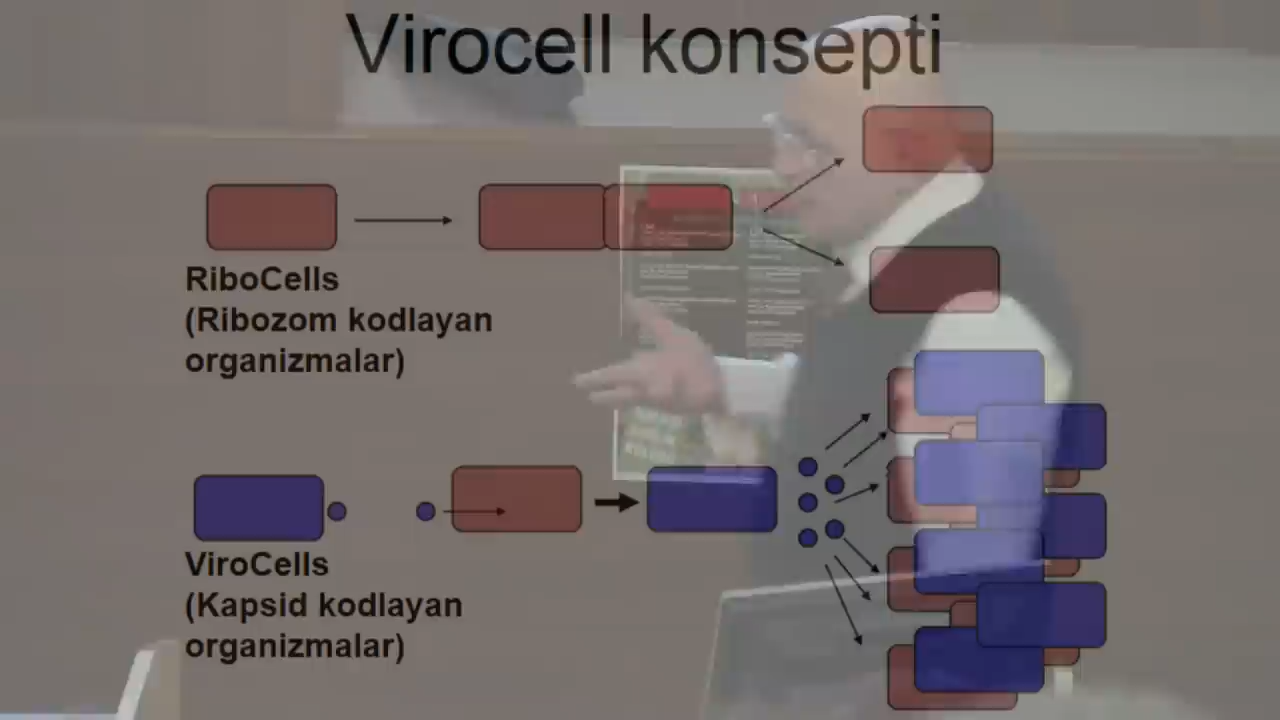 Virocell konsepti
RiboCells
(Ribozom kodlayan
organizmalar)
ViroCells
(Kapsid kodlayan
organizmalar)